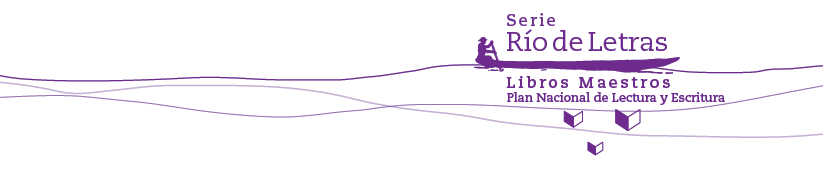 Serie
Río de Letras
Libros Maestros
Plan Nacional de Lectura y Escritura